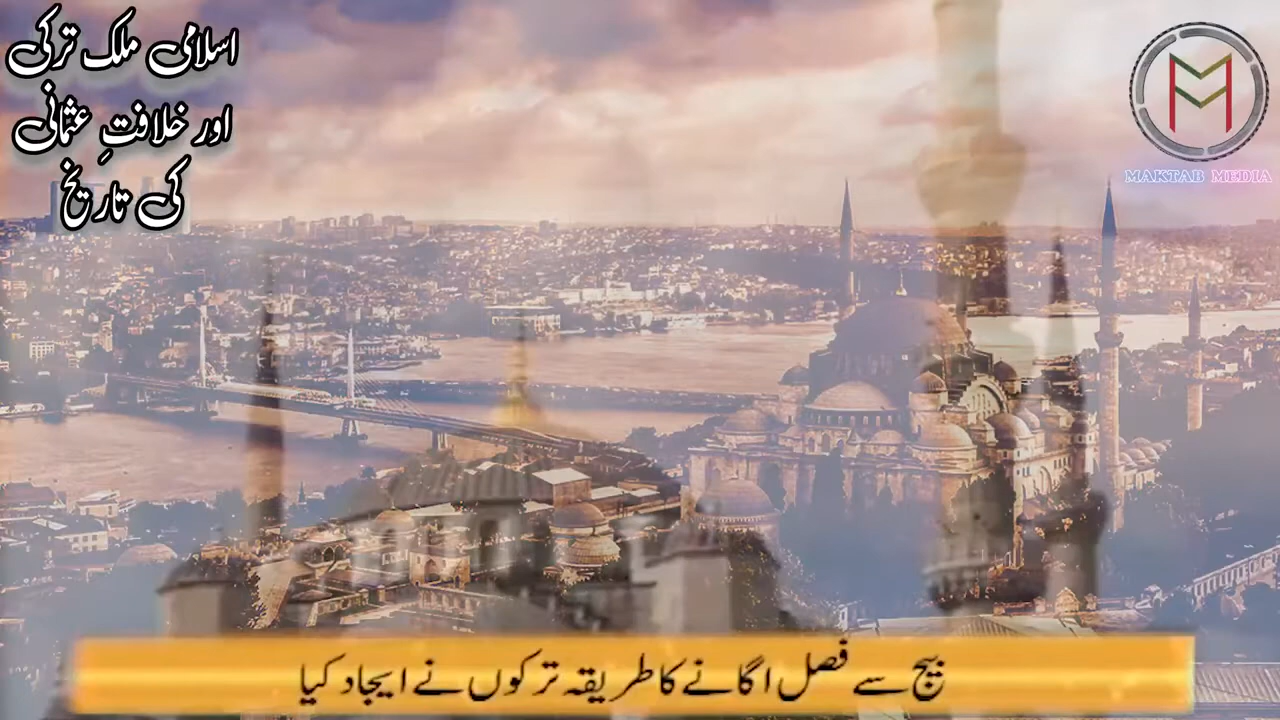 اسلامی ملک ترکی
اور خلافتِ عثمانی
کی تاریخ
MAKTAB MEDIA
بیج سے فصل اگانے کا طریقہ ترکوں نے ایجاد کیا